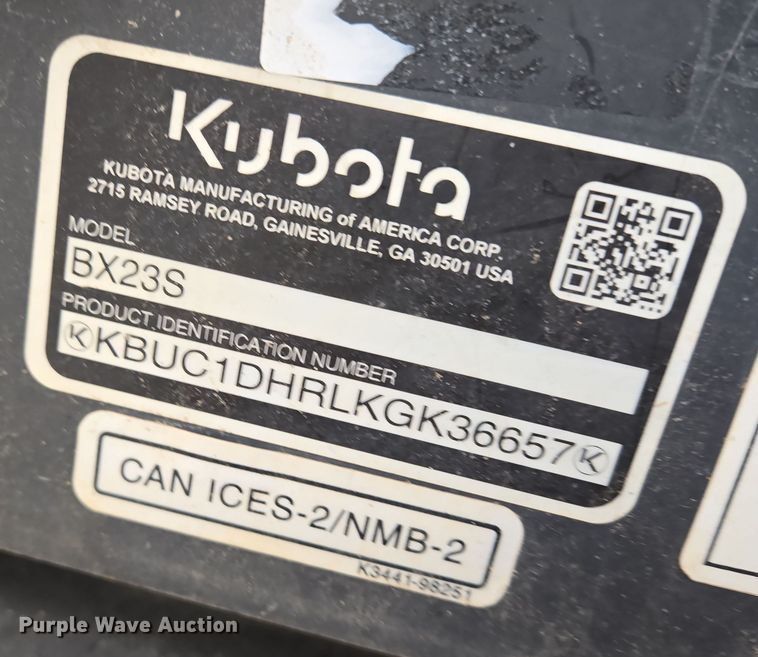 Kubota
KUBOTA MANUFACTURING of AMERICA CORP.
2715 RAMSEY ROAD, GAINESVILLE, GA 30501 USA
MODEL
BX23S
PRODUCT IDENTIFICATION NUMBER
K KBUC1DHRLKGK36657 K
CAN ICES-2/NMB-2
K3441-98251
Purple Wave Auction